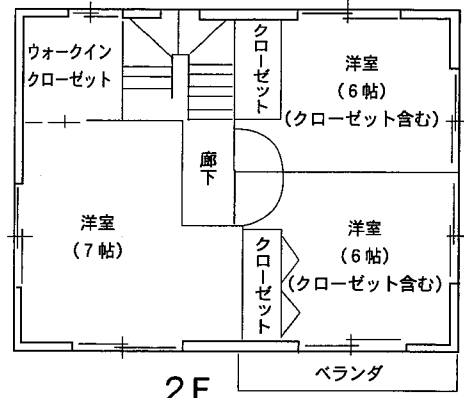 ウォークイン
クローゼット
クローゼット
洋室
(6帖)
(クローゼット含む)
廊下
洋室
(7帖)
クローゼット
洋室
(6帖)
(クローゼット含む)
2F
ベランダ